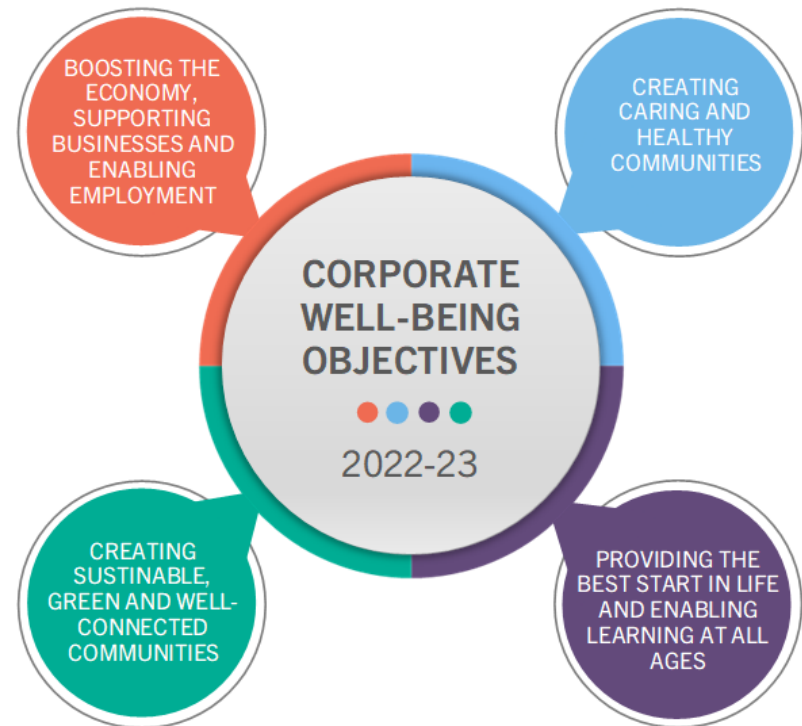 BOOSTING THE
ECONOMY,
SUPPORTING
BUSINESSES AND
ENABLING
EMPLOYMENT
CREATING
CARING AND
HEALTHY
COMMUNITIES
CORPORATE
WELL-BEING
OBJECTIVES
2022-23
CREATING
SUSTINABLE,
GREEN AND WELL-
CONNECTED
COMMUNITIES
PROVIDING THE
BEST START IN LIFE
AND ENABLING
LEARNING AT ALL
AGES